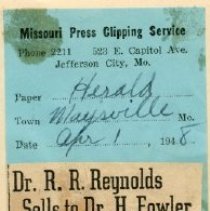 Missouri Press Clipping Service
Phone 2211 523 E. Capitol Ave.
Jefferson City, Mo.
Paper Herald
Town Maysville Mo.
Date Apr 1, 1948
Dr. R. R. Reynolds
Sells to Dr. H. Fowler